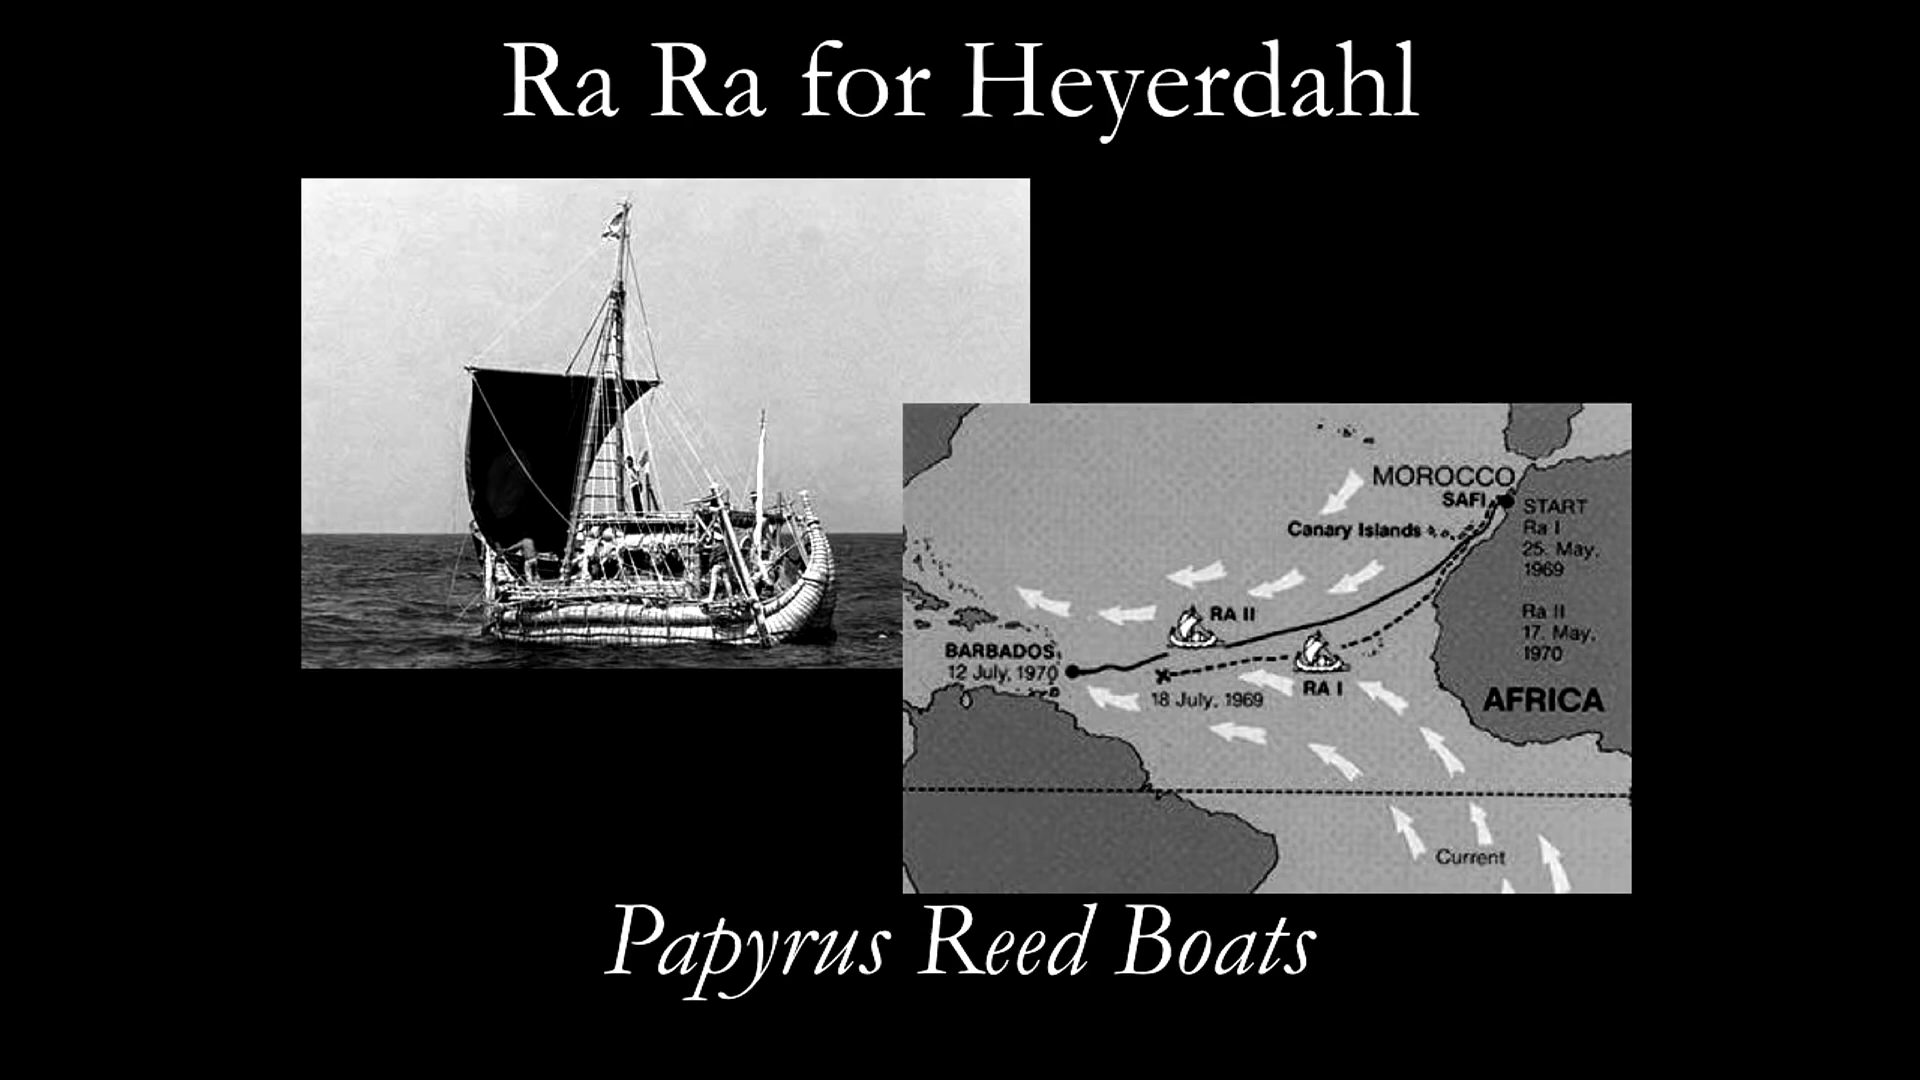 Ra Ra for Heyerdahl
MOROCCO
SAFI
START
Ra I
25. May,
1969
Canary Islands
Ra II
17. May,
1970
RA II
BARBADOS
12 July, 1970
RA I
18 July, 1969
AFRICA
Current
Papyrus Reed Boats